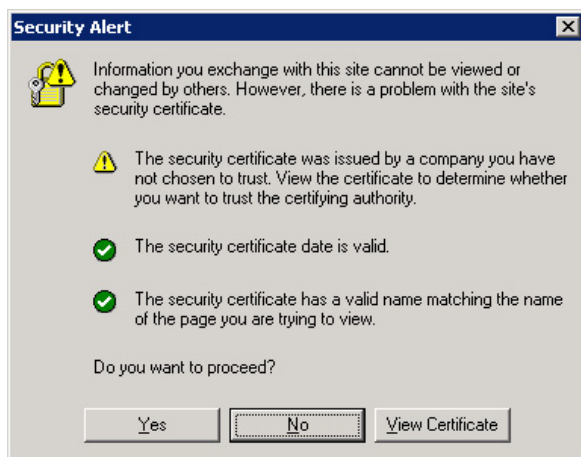 Security Alert
Information you exchange with this site cannot be viewed or
changed by others. However, there is a problem with the site's
security certificate.
The security certificate was issued by a company you have
not chosen to trust. View the certificate to determine whether
you want to trust the certifying authority.
The security certificate date is valid.
The security certificate has a valid name matching the name
of the page you are trying to view.
Do you want to proceed?
Yes No View Certificate